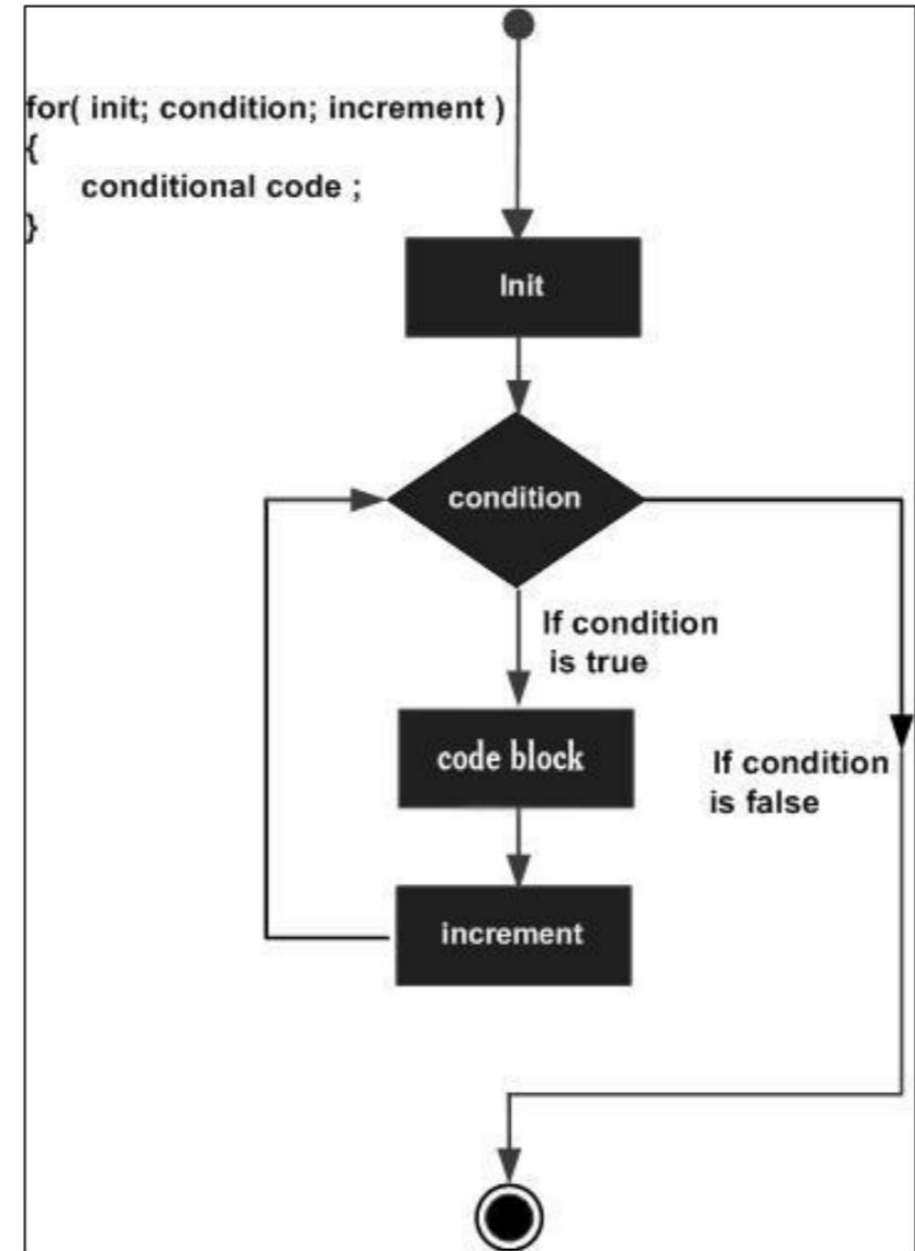 for( init; condition; increment )
{
conditional code ;
}
Init
condition
If condition
is true
code block
If condition
is false
increment